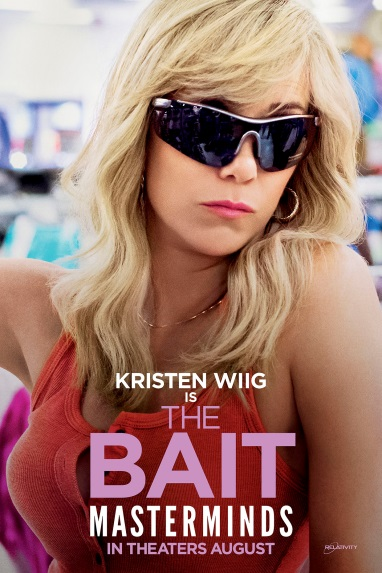 KRISTEN WIIG
IS
THE
BAIT
MASTERMINDS
IN THEATERS AUGUST
RELATIVITY